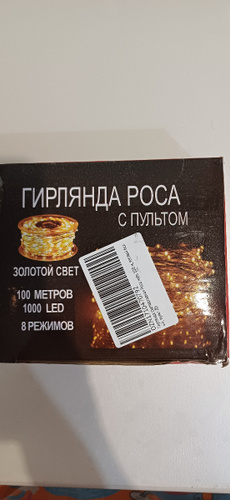 ГИРЛЯНДА РОСА
С ПУЛЬТОМ
ЗОЛОТОЙ СВЕТ
100 МЕТРОВ
1000 LED
8 РЕЖИМОВ